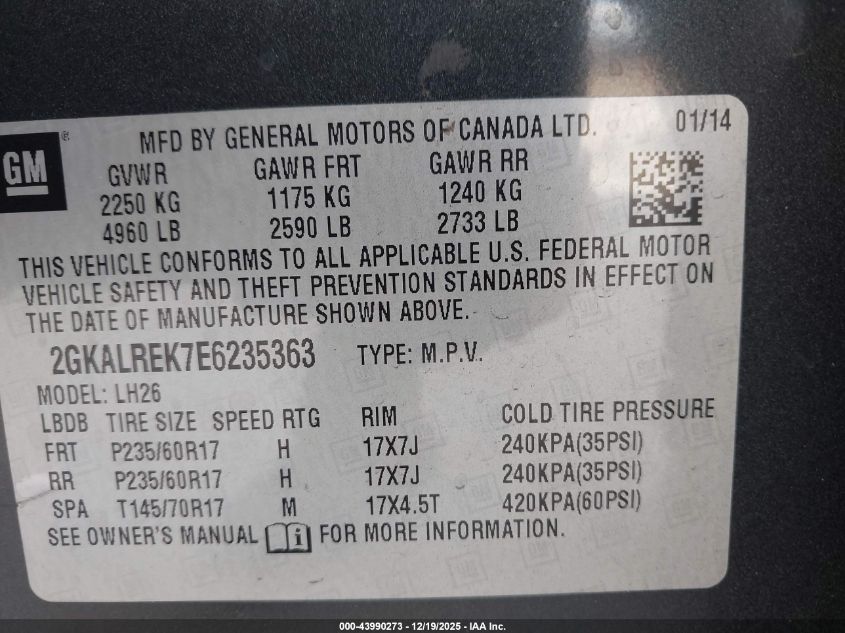 GM
MFD BY GENERAL MOTORS OF CANADA LTD. 01/14
GVWR GAWR FRT GAWR RR
2250 KG 1175 KG 1240 KG
4960 LB 2590 LB 2733 LB
THIS VEHICLE CONFORMS TO ALL APPLICABLE U.S. FEDERAL MOTOR
VEHICLE SAFETY AND THEFT PREVENTION STANDARDS IN EFFECT ON
THE DATE OF MANUFACTURE SHOWN ABOVE.
2GKALREK7E6235363 TYPE: M.P.V.
MODEL: LH26
LBDB TIRE SIZE SPEED RTG RIM COLD TIRE PRESSURE
FRT P235/60R17 H 17X7J 240KPA(35PSI)
RR P235/60R17 H 17X7J 240KPA(35PSI)
SPA T145/70R17 M 17X4.5T 420KPA(60PSI)
SEE OWNER'S MANUAL i FOR MORE INFORMATION.
000-43990273 - 12/19/2025 - IAA Inc.